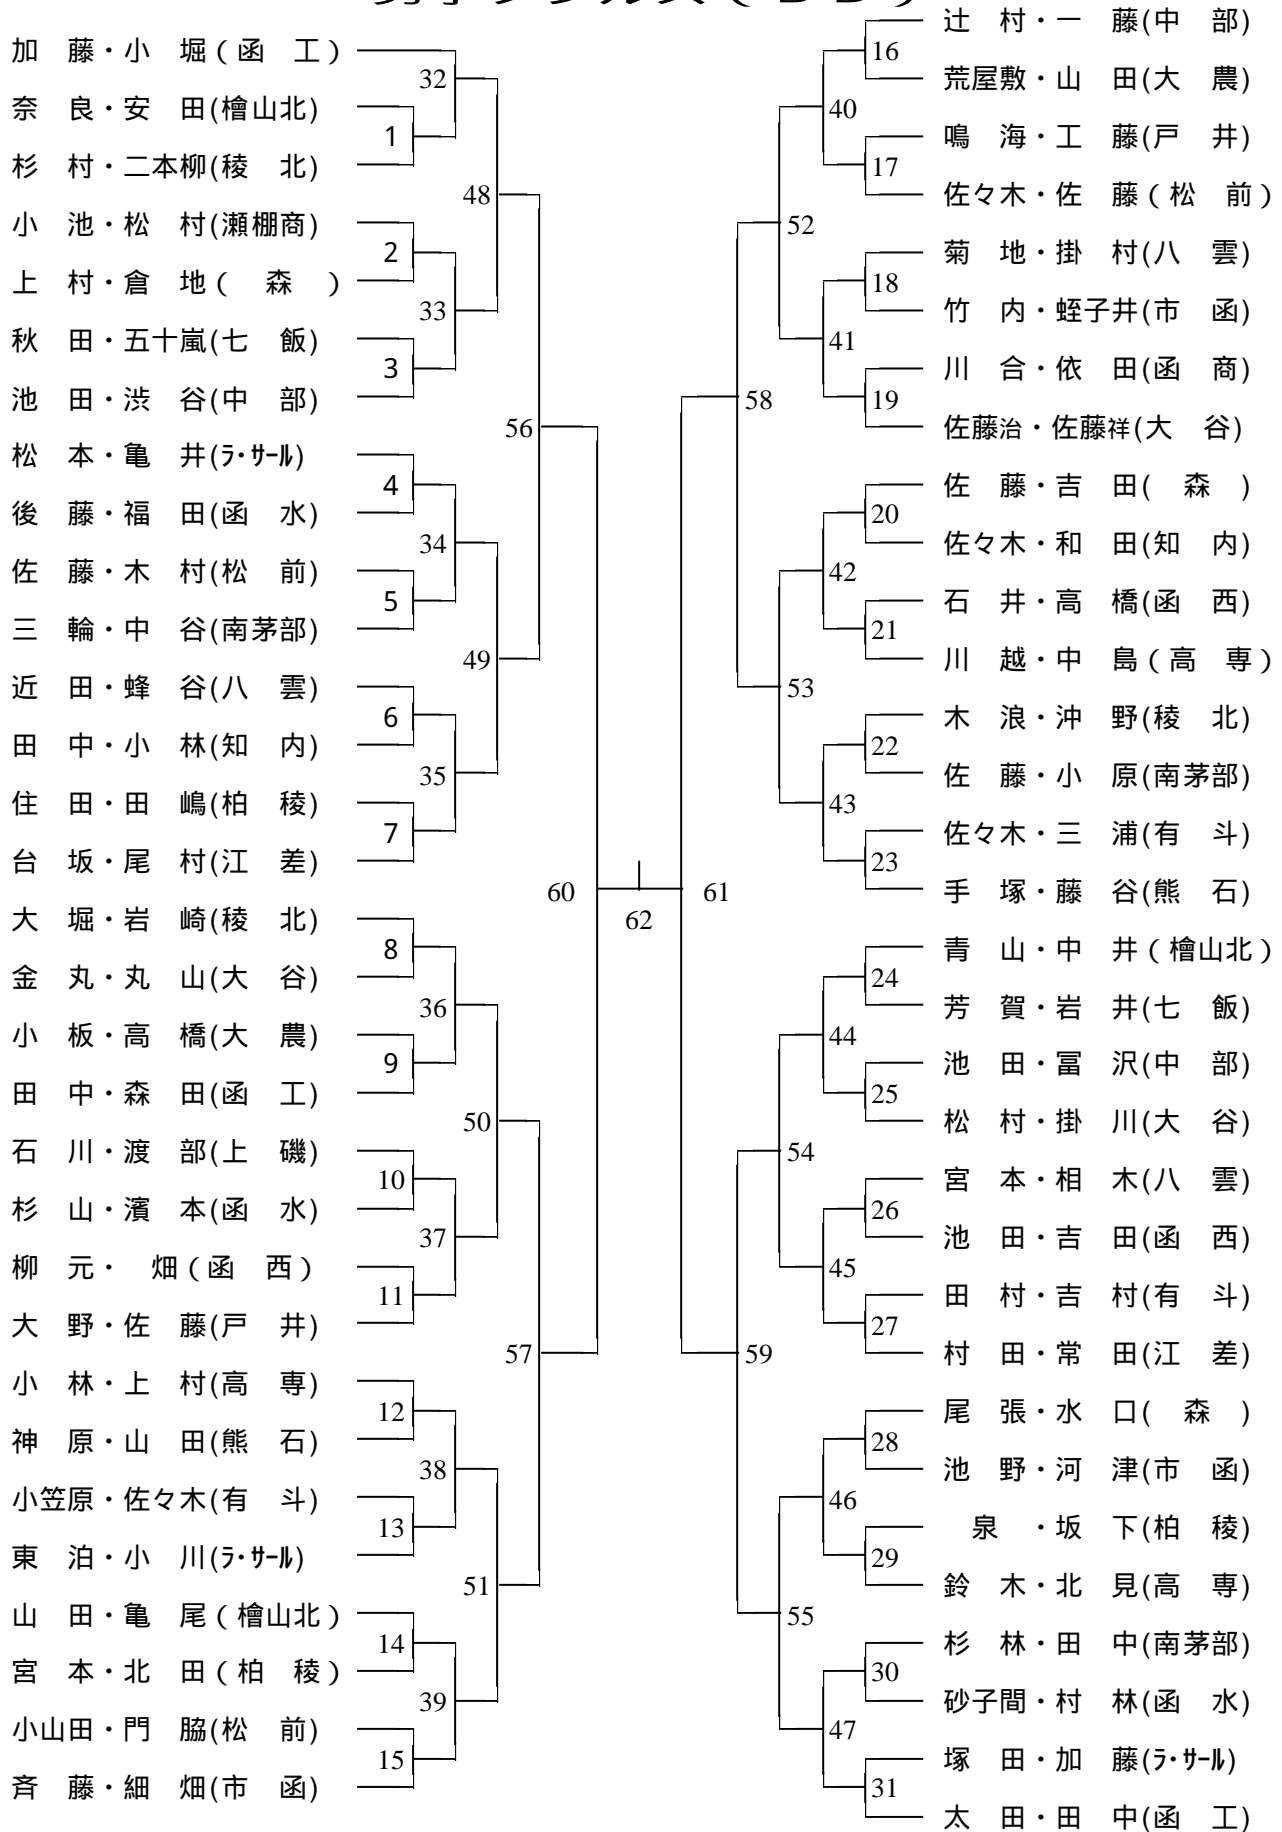 男子ダブルス(BD)
加　藤・小　堀(函　工)
奈　良・安　田(檜山北)
杉　村・二本柳(稜　北)
小　池・松　村(瀬棚商)
上　村・倉　地(　森　)
秋　田・五十嵐(七　飯)
池　田・渋　谷(中　部)
松　本・亀　井(ラ・サール)
後　藤・福　田(函　水)
佐　藤・木　村(松　前)
三　輪・中　谷(南茅部)
近　田・蜂　谷(八　雲)
田　中・小　林(知　内)
住　田・田　嶋(柏　稜)
台　坂・尾　村(江　差)
大　堀・岩　崎(稜　北)
金　丸・丸　山(大　谷)
小　板・高　橋(大　農)
田　中・森　田(函　工)
石　川・渡　部(上　磯)
杉　山・濱　本(函　水)
柳　元・　畑(函　西)
大　野・佐　藤(戸　井)
小　林・上　村(高　専)
神　原・山　田(熊　石)
小笠原・佐々木(有　斗)
東　泊・小　川(ラ・サール)
山　田・亀　尾(檜山北)
宮　本・北　田(柏　稜)
小山田・門　脇(松　前)
斉　藤・細　畑(市　函)
1
2
3
4
5
6
7
8
9
10
11
12
13
14
15
32
33
34
35
36
37
38
39
48
49
50
51
56
57
60
62
61
58
59
52
53
54
55
40
41
42
43
44
45
46
47
16
17
18
19
20
21
22
23
24
25
26
27
28
29
30
31
辻　村・一　藤(中　部)
荒屋敷・山　田(大　農)
鳴　海・工　藤(戸　井)
佐々木・佐　藤(松　前)
菊　地・掛　村(八　雲)
竹　内・蛭子井(市　函)
川　合・依　田(函　商)
佐藤治・佐藤祥(大　谷)
佐　藤・吉　田(　森　)
佐々木・和　田(知　内)
石　井・高　橋(函　西)
川　越・中　島(高　専)
木　浪・沖　野(稜　北)
佐　藤・小　原(南茅部)
佐々木・三　浦(有　斗)
手　塚・藤　谷(熊　石)
青　山・中　井(檜山北)
芳　賀・岩　井(七　飯)
池　田・冨　沢(中　部)
松　村・掛　川(大　谷)
宮　本・相　木(八　雲)
池　田・吉　田(函　西)
田　村・吉　村(有　斗)
村　田・常　田(江　差)
尾　張・水　口(　森　)
池　野・河　津(市　函)
泉　・坂　下(柏　稜)
鈴　木・北　見(高　専)
杉　林・田　中(南茅部)
砂子間・村　林(函　水)
塚　田・加　藤(ラ・サール)
太　田・田　中(函　工)